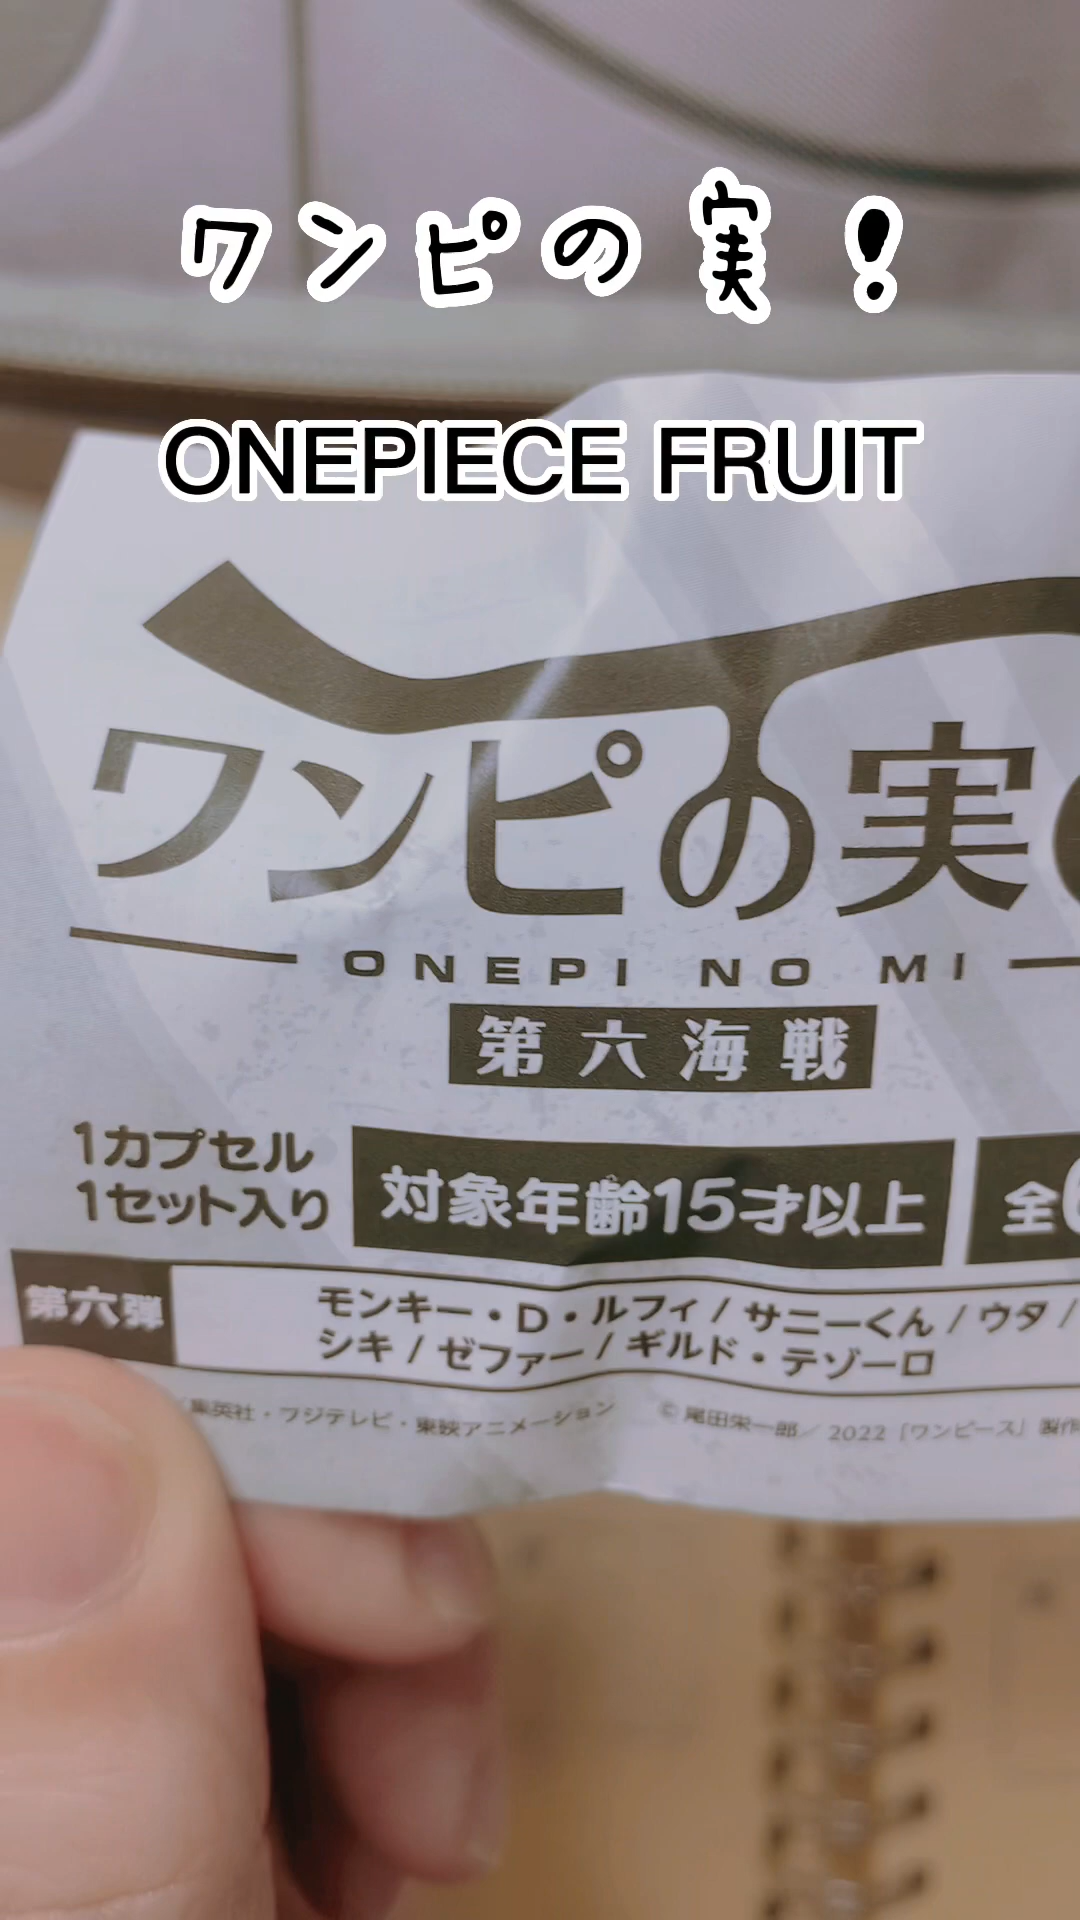 ワンピの実！
ONEPIECE FRUIT
ワンピの実
ONEPI NO MI
第六海戦
1カプセル
1セット入り
対象年齢15才以上
全6
第六弾
モンキー・D・ルフィ / サニーくん / ウタ /
シキ / ゼファー / ギルド・テゾーロ
集英社・フジテレビ・東映アニメーション © 尾田栄一郎／2022「ワンピース」製作